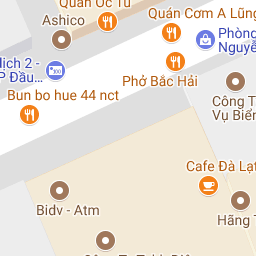 Quán Ốc Tú
Ashico
Quán Cơm A Lũng
Phòng
Nguyễ
lịch 2 -
P Đầu...
Phở Bắc Hải
Bun bo hue 44 nct
Công T
Vụ Biển
Cafe Đà Lạt
Bidv - Atm
Hãng T